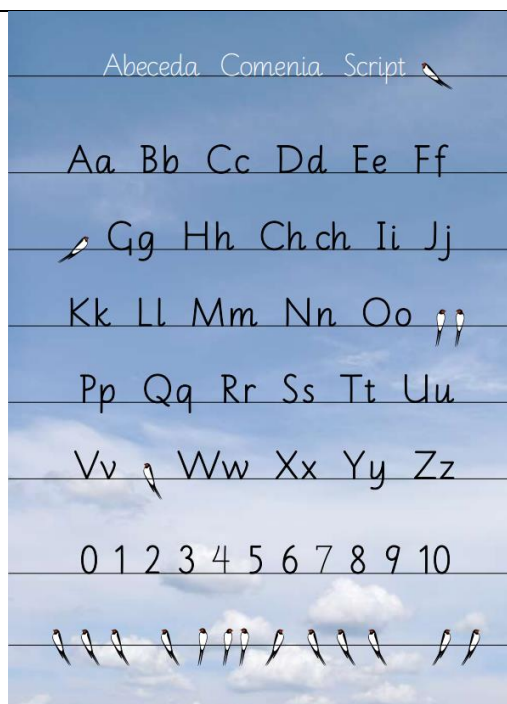 Abeceda Comenia Script
Aa Bb Cc Dd Ee Ff
Gg Hh Ch ch Ii Jj
Kk Ll Mm Nn Oo
Pp Qq Rr Ss Tt Uu
Vv Ww Xx Yy Zz
0 1 2 3 4 5 6 7 8 9 10